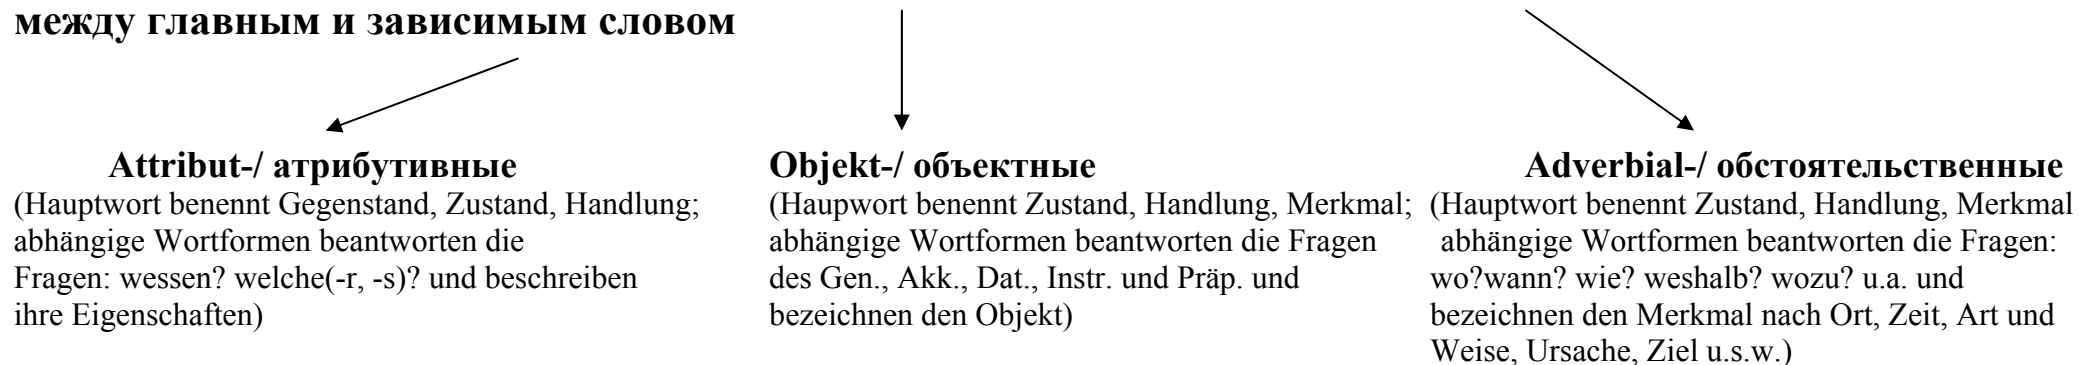 между главным и зависимым словом
Attribut-/ атрибутивные
(Hauptwort benennt Gegenstand, Zustand, Handlung;
abhängige Wortformen beantworten die
Fragen: wessen? welche(-r, -s)? und beschreiben
ihre Eigenschaften)
Objekt-/ объектные
(Haupwort benennt Zustand, Handlung, Merkmal;
abhängige Wortformen beantworten die Fragen
des Gen., Akk., Dat., Instr. und Präp. und
bezeichnen den Objekt)
Adverbial-/ обстоятельственные
(Hauptwort benennt Zustand, Handlung, Merkmal
abhängige Wortformen beantworten die Fragen:
wo?wann? wie? weshalb? wozu? u.a. und
bezeichnen den Merkmal nach Ort, Zeit, Art und
Weise, Ursache, Ziel u.s.w.)